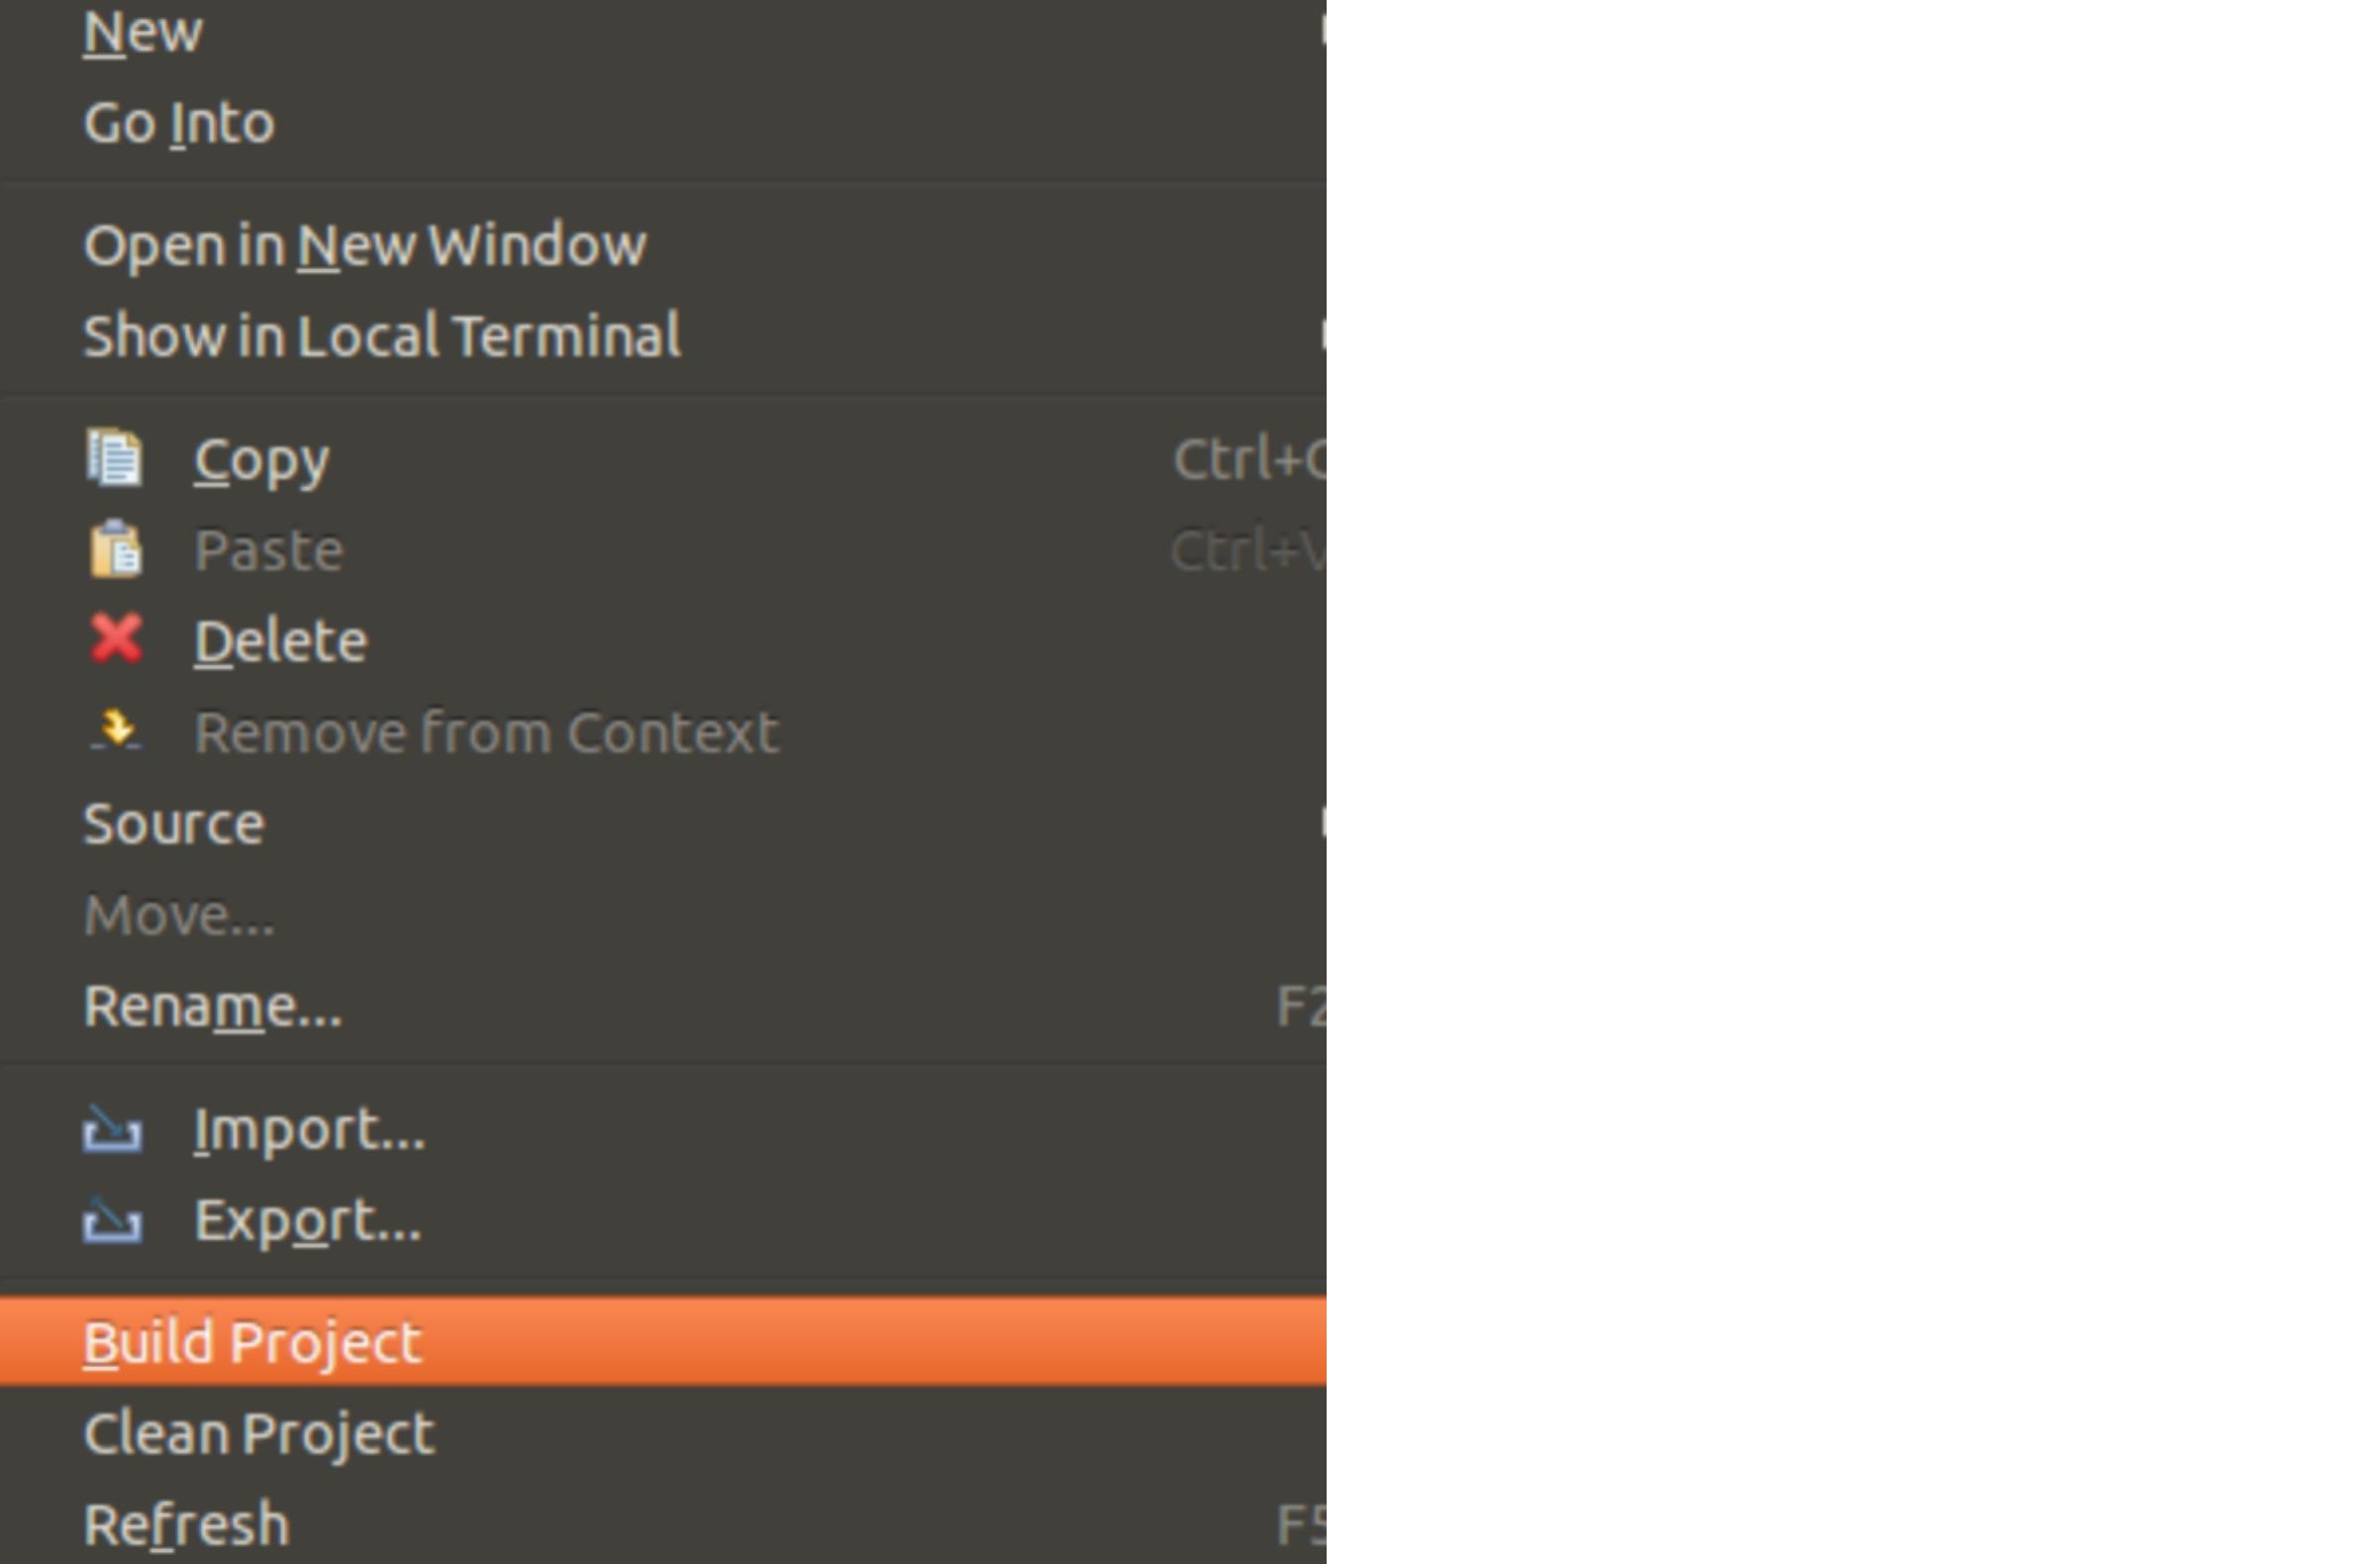 New
Go Into
Open in New Window
Show in Local Terminal
Copy Ctrl+C
Paste Ctrl+V
Delete
Remove from Context
Source
Move...
Rename... F2
Import...
Export...
Build Project
Clean Project
Refresh F5